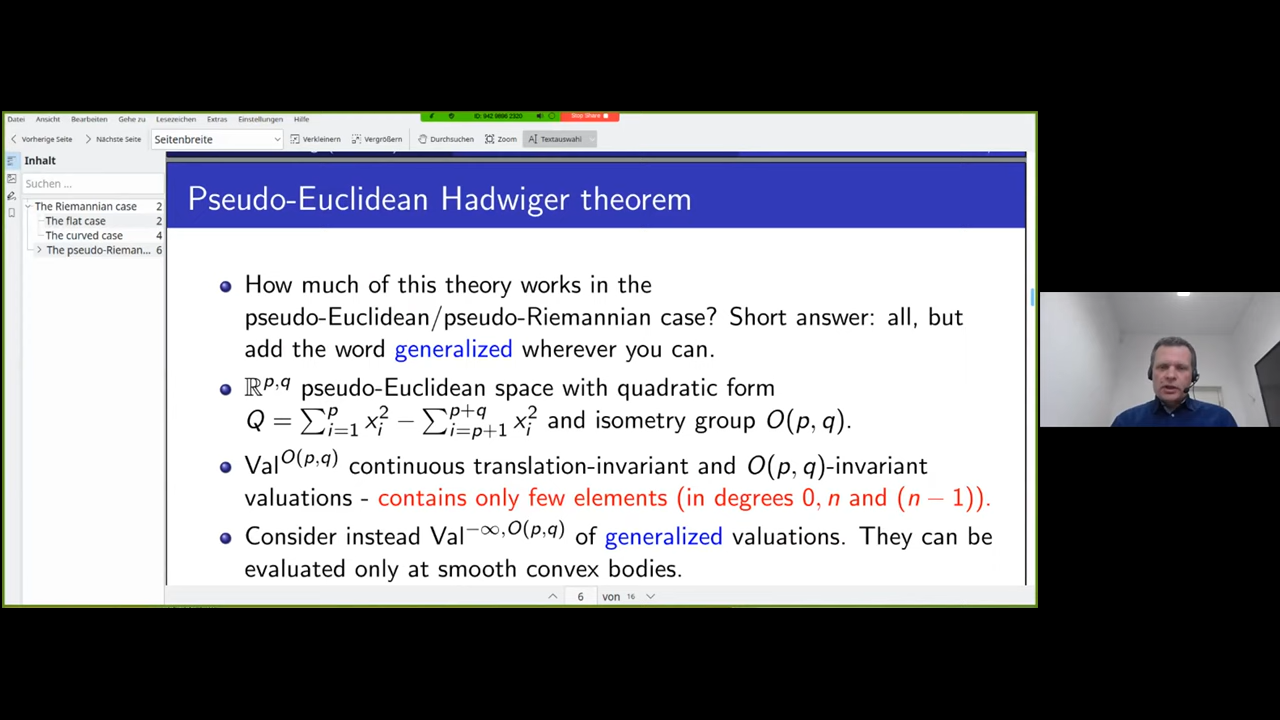 Datei Ansicht Bearbeiten Gehe zu Lesezeichen Extras Einstellungen Hilfe
ID: 942 9896 2320 Stop Share
Vorherige Seite Nächste Seite Seitenbreite Verkleinern Vergrößern Durchsuchen Zoom Textauswahl
Inhalt
Suchen ...
The Riemannian case 2
The flat case 2
The curved case 4
The pseudo-Rieman... 6
Pseudo-Euclidean Hadwiger theorem
How much of this theory works in the
pseudo-Euclidean/pseudo-Riemannian case? Short answer: all, but
add the word generalized wherever you can.
ℝ^{p,q} pseudo-Euclidean space with quadratic form
Q = ∑_{i=1}^{p} x_i^2 − ∑_{i=p+1}^{p+q} x_i^2 and isometry group O(p, q).
Val^{O(p,q)} continuous translation-invariant and O(p, q)-invariant
valuations - contains only few elements (in degrees 0, n and (n − 1)).
Consider instead Val^{−∞,O(p,q)} of generalized valuations. They can be
evaluated only at smooth convex bodies.
6 von 16